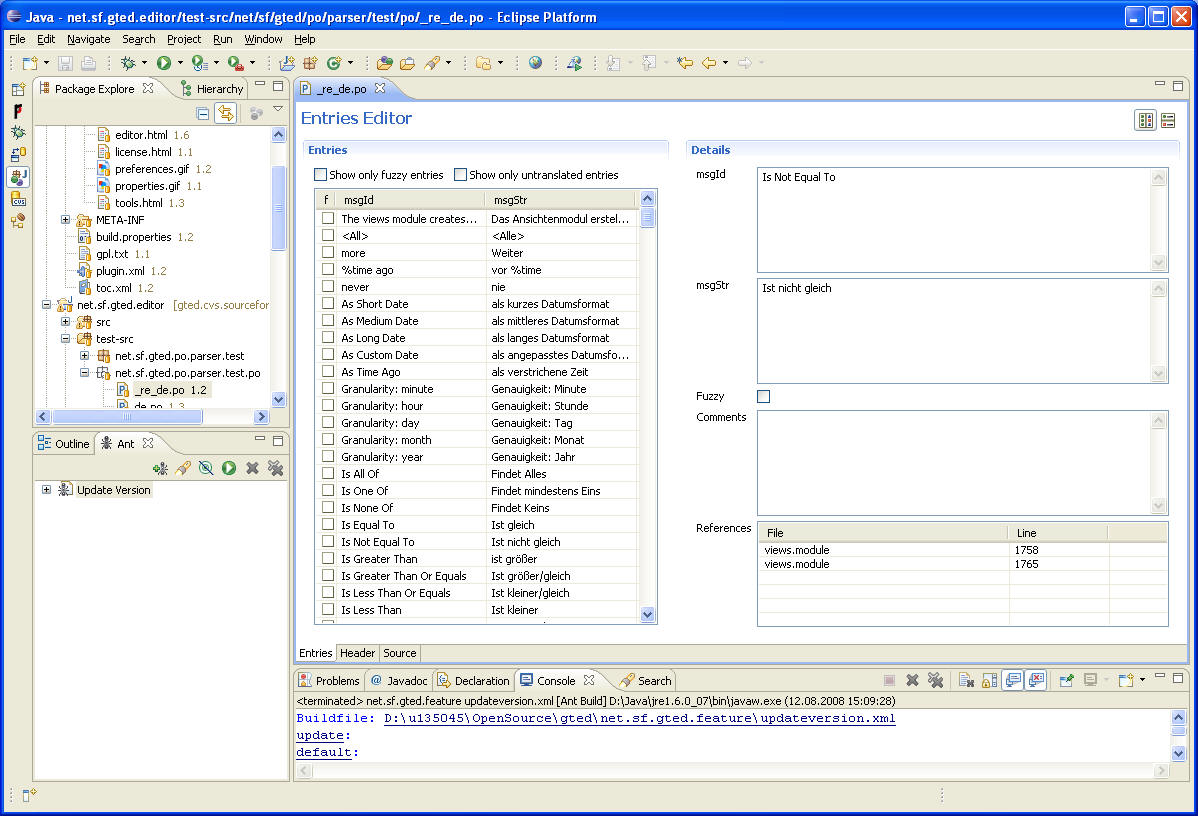 Java - net.sf.gted.editor/test-src/net/sf/gted/po/parser/test/po/_re_de.po - Eclipse Platform
File Edit Navigate Search Project Run Window Help
Package Explore Hierarchy
editor.html 1.6
license.html 1.1
preferences.gif 1.2
properties.gif 1.1
tools.html 1.3
META-INF
build.properties 1.2
gpl.txt 1.1
plugin.xml 1.2
toc.xml 1.2
net.sf.gted.editor [gted.cvs.sourcefor
src
test-src
net.sf.gted.po.parser.test
net.sf.gted.po.parser.test.po
_re_de.po 1.2
de.po 1.3
Outline Ant
Update Version
_re_de.po
Entries Editor
Entries
Show only fuzzy entries Show only untranslated entries
f msgId msgStr
The views module creates... Das Ansichtenmodul erstel...
<All> <Alle>
more Weiter
%time ago vor %time
never nie
As Short Date als kurzes Datumsformat
As Medium Date als mittleres Datumsformat
As Long Date als langes Datumsformat
As Custom Date als angepasstes Datumsfo...
As Time Ago als verstrichene Zeit
Granularity: minute Genauigkeit: Minute
Granularity: hour Genauigkeit: Stunde
Granularity: day Genauigkeit: Tag
Granularity: month Genauigkeit: Monat
Granularity: year Genauigkeit: Jahr
Is All Of Findet Alles
Is One Of Findet mindestens Eins
Is None Of Findet Keins
Is Equal To Ist gleich
Is Not Equal To Ist nicht gleich
Is Greater Than ist größer
Is Greater Than Or Equals Ist größer/gleich
Is Less Than Or Equals Ist kleiner/gleich
Is Less Than Ist kleiner
Details
msgId Is Not Equal To
msgStr Ist nicht gleich
Fuzzy
Comments
References File Line
views.module 1758
views.module 1765
Entries Header Source
Problems Javadoc Declaration Console Search
<terminated> net.sf.gted.feature updateversion.xml [Ant Build] D:\Java\jre1.6.0_07\bin\javaw.exe (12.08.2008 15:09:28)
Buildfile: D:\u135045\OpenSource\gted\net.sf.gted.feature\updateversion.xml
update:
default: